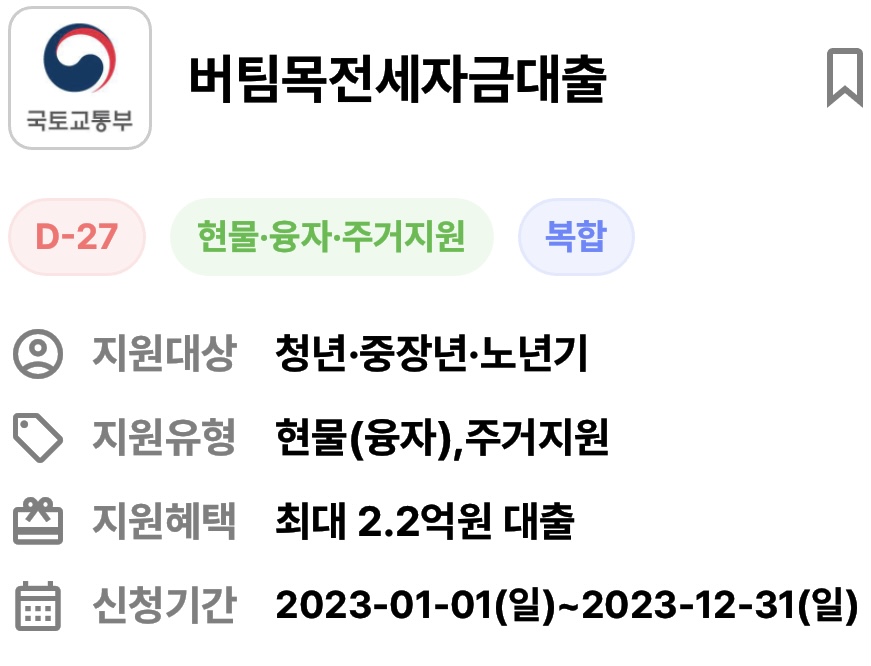 국토교통부
버팀목전세자금대출
D-27
현물·융자·주거지원
복합
지원대상 청년·중장년·노년기
지원유형 현물(융자),주거지원
지원혜택 최대 2.2억원 대출
신청기간 2023-01-01(일)~2023-12-31(일)